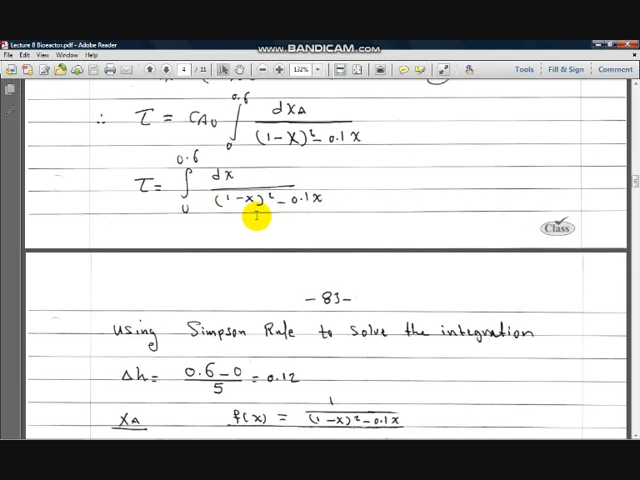 Lecture 8 Bioeactor.pdf - Adobe Reader
WWW.BANDICAM.COM
File Edit View Window Help
4 / 11 132% Tools Fill & Sign Comment
∴ τ = CA0 ∫₀^0.6 dXA / (1-X)² - 0.1X
τ = ∫₀^0.6 dx / (1-x)² - 0.1x
Class
-83-
Using Simpson Rule to solve the integration
Δh = 0.6-0 / 5 = 0.12
XA f(x) = 1 / (1-x)² - 0.1x